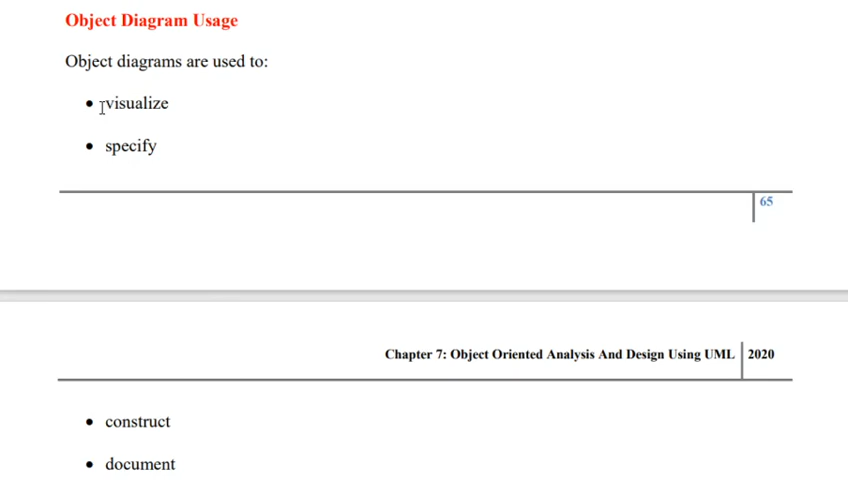 Object Diagram Usage
Object diagrams are used to:
• visualize
• specify
65
Chapter 7: Object Oriented Analysis And Design Using UML 2020
• construct
• document